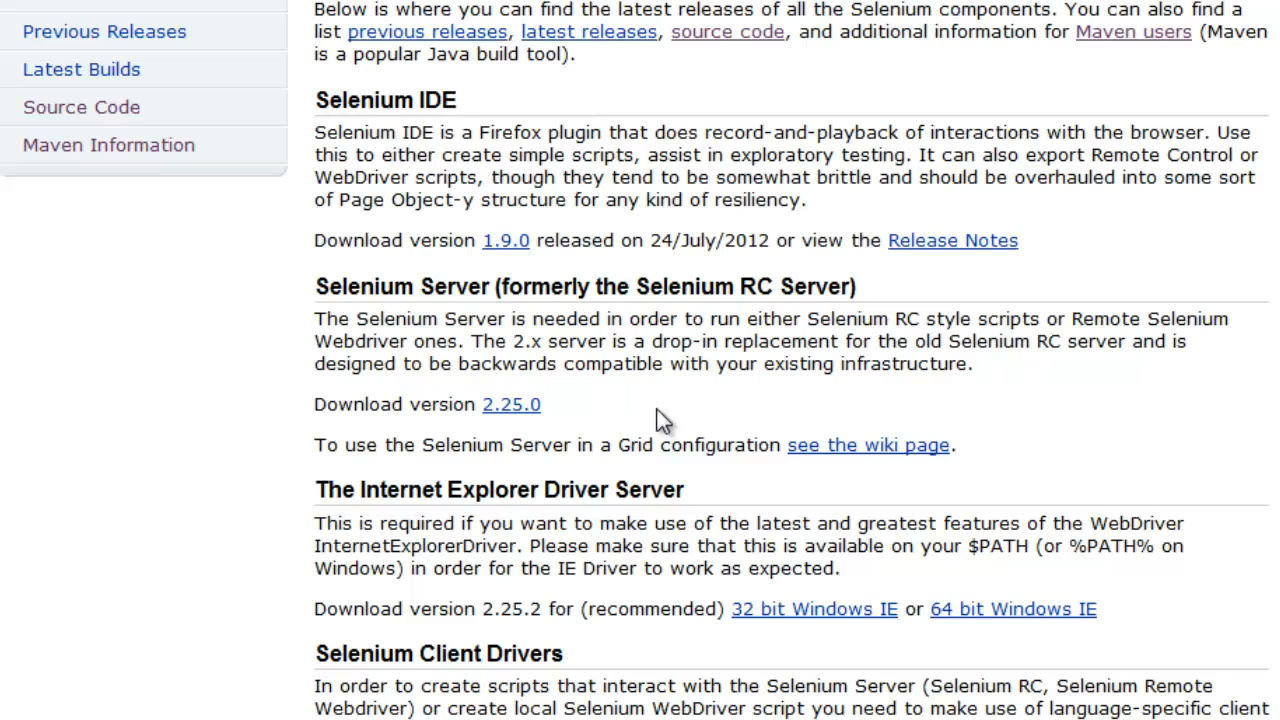 Previous Releases
Latest Builds
Source Code
Maven Information
Below is where you can find the latest releases of all the Selenium components. You can also find a
list previous releases, latest releases, source code, and additional information for Maven users (Maven
is a popular Java build tool).
Selenium IDE
Selenium IDE is a Firefox plugin that does record-and-playback of interactions with the browser. Use
this to either create simple scripts, assist in exploratory testing. It can also export Remote Control or
WebDriver scripts, though they tend to be somewhat brittle and should be overhauled into some sort
of Page Object-y structure for any kind of resiliency.
Download version 1.9.0 released on 24/July/2012 or view the Release Notes
Selenium Server (formerly the Selenium RC Server)
The Selenium Server is needed in order to run either Selenium RC style scripts or Remote Selenium
Webdriver ones. The 2.x server is a drop-in replacement for the old Selenium RC server and is
designed to be backwards compatible with your existing infrastructure.
Download version 2.25.0
To use the Selenium Server in a Grid configuration see the wiki page.
The Internet Explorer Driver Server
This is required if you want to make use of the latest and greatest features of the WebDriver
InternetExplorerDriver. Please make sure that this is available on your $PATH (or %PATH% on
Windows) in order for the IE Driver to work as expected.
Download version 2.25.2 for (recommended) 32 bit Windows IE or 64 bit Windows IE
Selenium Client Drivers
In order to create scripts that interact with the Selenium Server (Selenium RC, Selenium Remote
Webdriver) or create local Selenium WebDriver script you need to make use of language-specific client